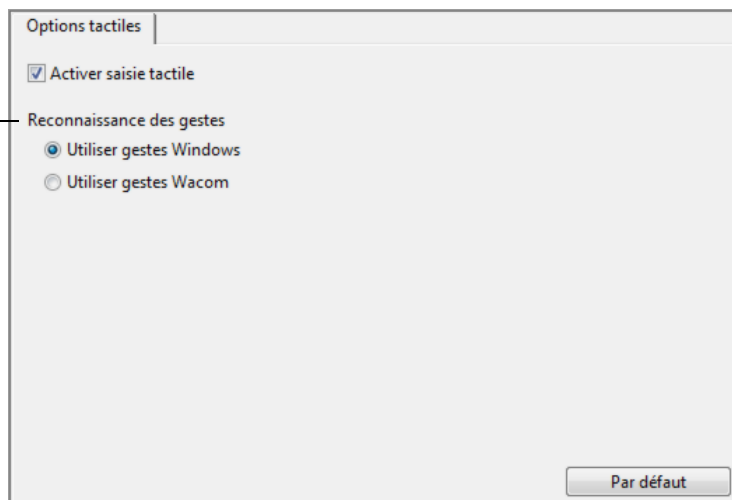 Options tactiles
Activer saisie tactile
Reconnaissance des gestes
Utiliser gestes Windows
Utiliser gestes Wacom
Par défaut